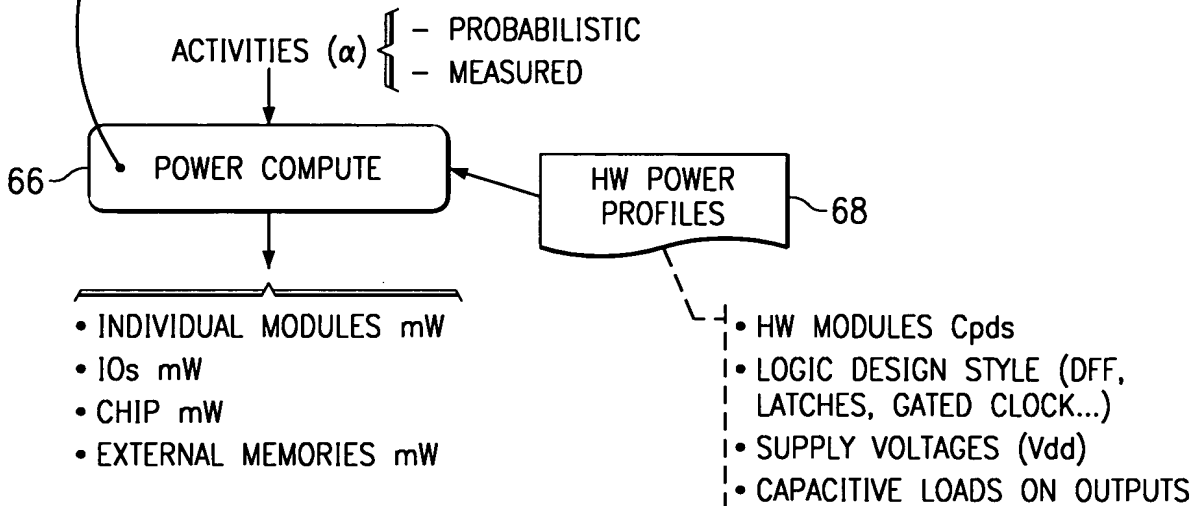 ACTIVITIES (α)
– PROBABILISTIC
– MEASURED
66
POWER COMPUTE
HW POWER
PROFILES
68
• INDIVIDUAL MODULES mW
• IOs mW
• CHIP mW
• EXTERNAL MEMORIES mW
• HW MODULES Cpds
• LOGIC DESIGN STYLE (DFF,
LATCHES, GATED CLOCK...)
• SUPPLY VOLTAGES (Vdd)
• CAPACITIVE LOADS ON OUTPUTS